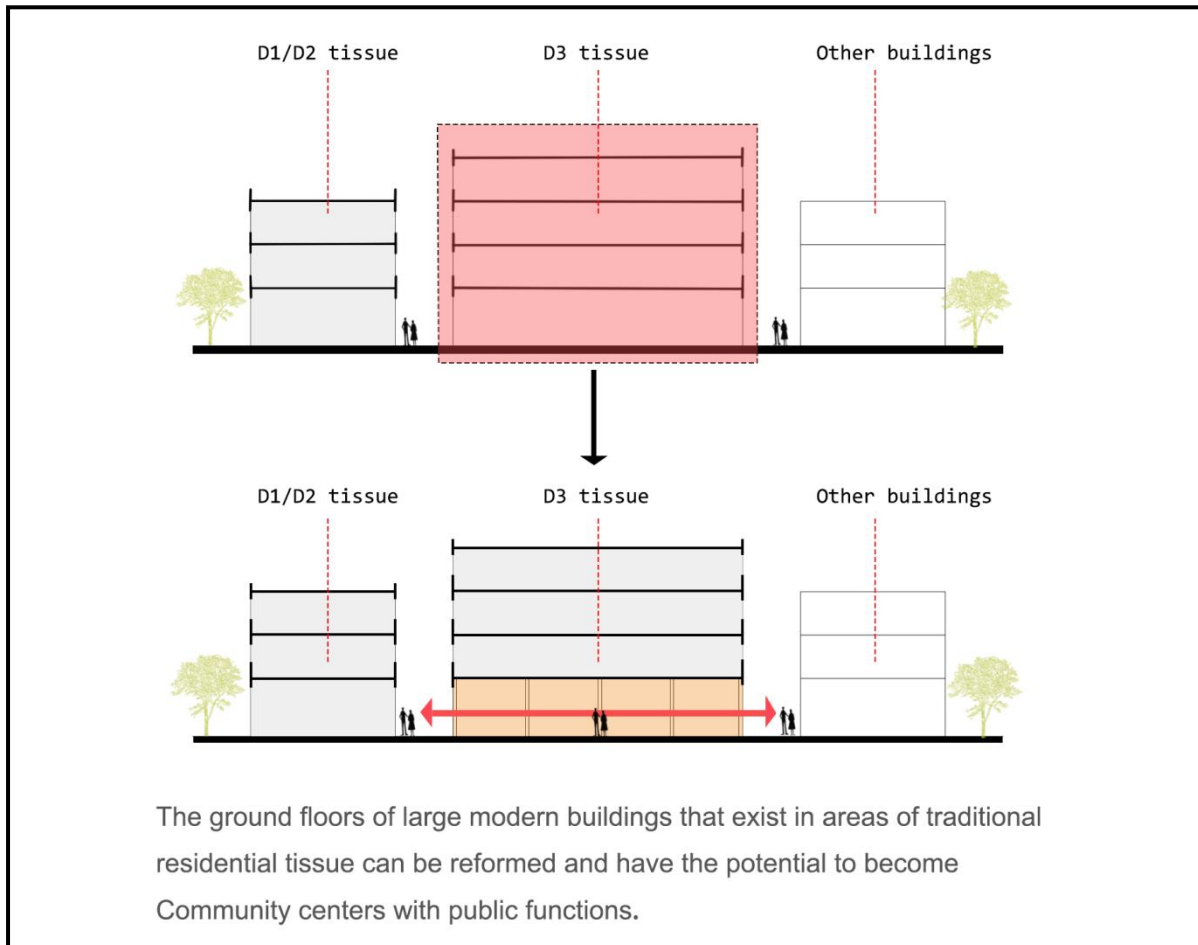 D1/D2 tissue D3 tissue Other buildings
D1/D2 tissue D3 tissue Other buildings
The ground floors of large modern buildings that exist in areas of traditional
residential tissue can be reformed and have the potential to become
Community centers with public functions.